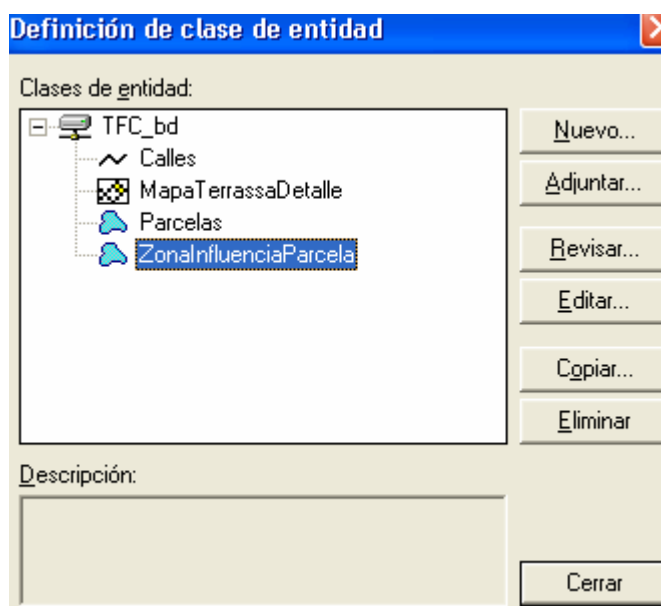 Definición de clase de entidad
Clases de entidad:
TFC_bd
Calles
MapaTerrassaDetalle
Parcelas
ZonaInfluenciaParcela
Nuevo...
Adjuntar...
Revisar...
Editar...
Copiar...
Eliminar
Descripción:
Cerrar